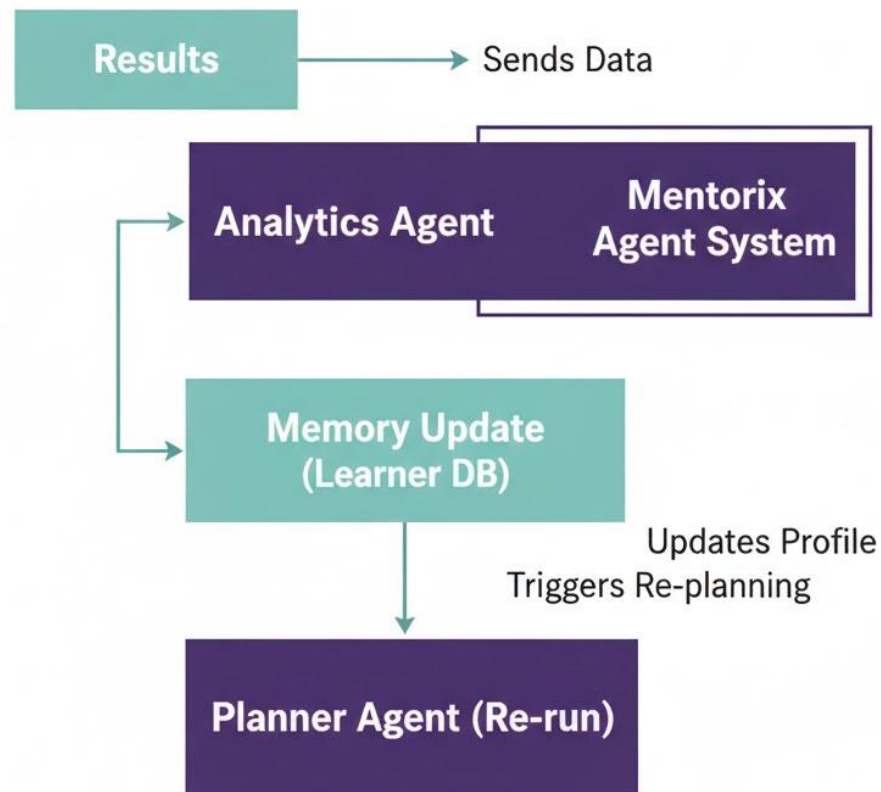 Results
Sends Data
Analytics Agent
Mentorix
Agent System
Memory Update
(Learner DB)
Updates Profile
Triggers Re-planning
Planner Agent (Re-run)